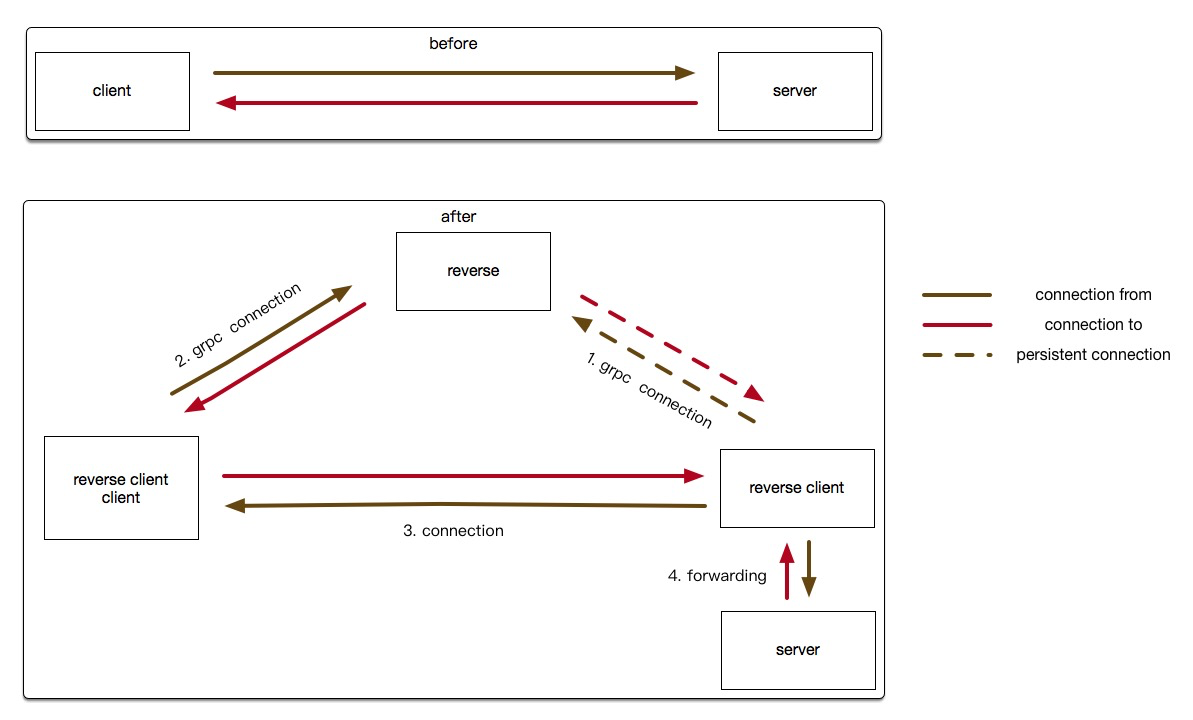 before
client
server
after
reverse
2. grpc connection
1. grpc connection
connection from
connection to
persistent connection
reverse client
client
reverse client
3. connection
4. forwarding
server